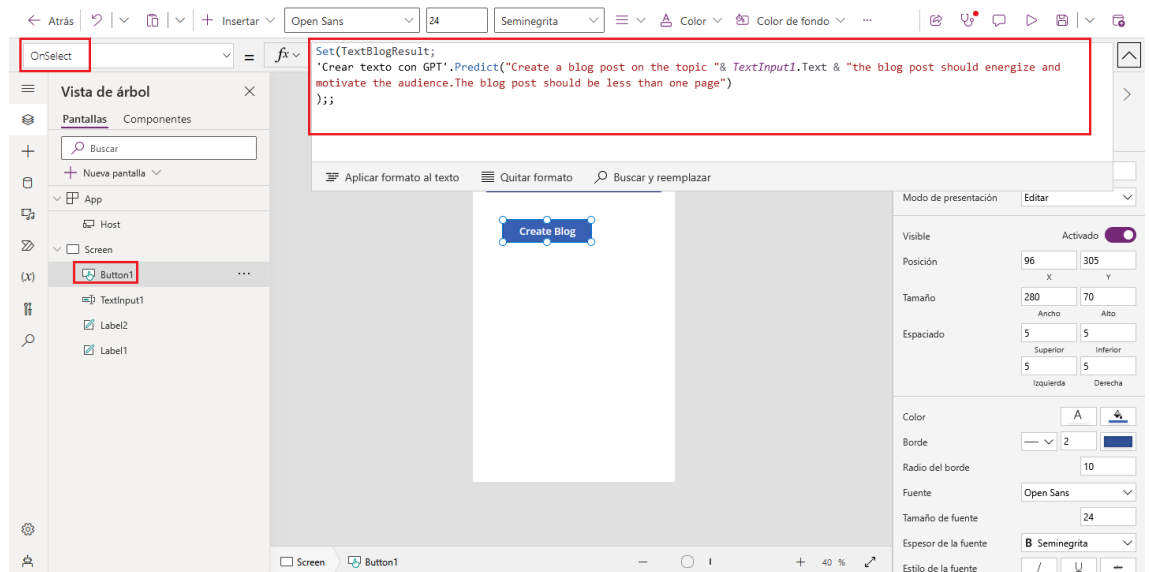 Atrás
Insertar
Open Sans
24
Seminegrita
Color
Color de fondo
OnSelect
=
fx
Set(TextBlogResult;
'Crear texto con GPT'.Predict("Create a blog post on the topic "& TextInput1.Text & "the blog post should energize and
motivate the audience.The blog post should be less than one page")
);;
Aplicar formato al texto
Quitar formato
Buscar y reemplazar
Vista de árbol
Pantallas
Componentes
Buscar
Nueva pantalla
App
Host
Screen
Button1
TextInput1
Label2
Label1
Create Blog
Modo de presentación
Editar
Visible
Activado
Posición
96
305
X
Y
Tamaño
280
70
Ancho
Alto
Espaciado
5
5
Superior
Inferior
5
5
Izquierda
Derecha
Color
A
Borde
2
Radio del borde
10
Fuente
Open Sans
Tamaño de fuente
24
Espesor de la fuente
B Seminegrita
Estilo de la fuente
Screen
Button1
40 %